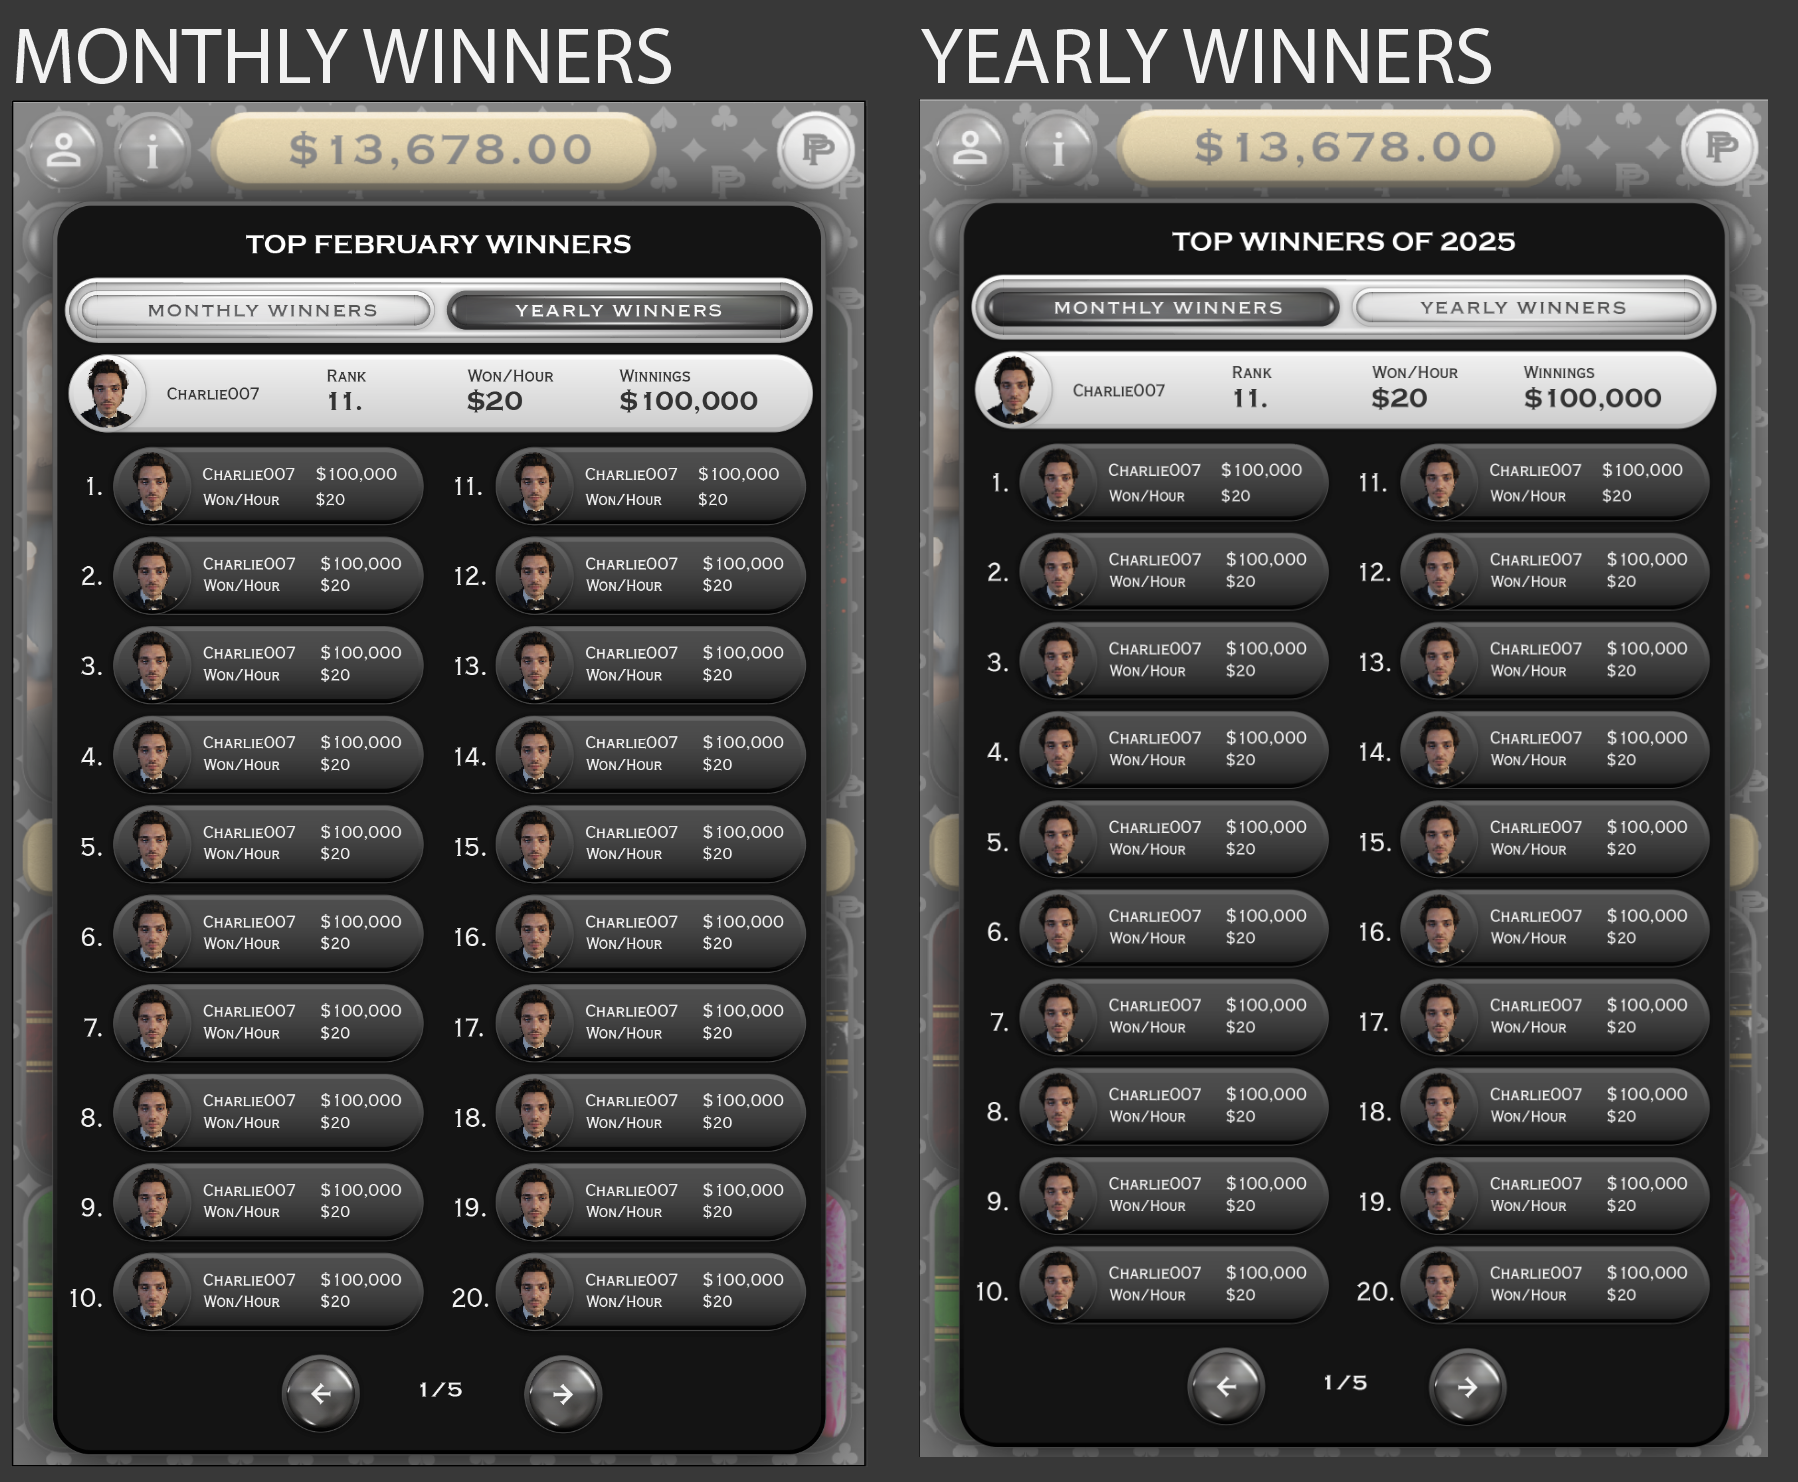 MONTHLY WINNERS
$13,678.00
i
PP
TOP FEBRUARY WINNERS
MONTHLY WINNERS YEARLY WINNERS
Charlie007 Rank 11. Won/Hour $20 Winnings $100,000
1. Charlie007 $100,000
Won/Hour $20
2. Charlie007 $100,000
Won/Hour $20
3. Charlie007 $100,000
Won/Hour $20
4. Charlie007 $100,000
Won/Hour $20
5. Charlie007 $100,000
Won/Hour $20
6. Charlie007 $100,000
Won/Hour $20
7. Charlie007 $100,000
Won/Hour $20
8. Charlie007 $100,000
Won/Hour $20
9. Charlie007 $100,000
Won/Hour $20
10. Charlie007 $100,000
Won/Hour $20
11. Charlie007 $100,000
Won/Hour $20
12. Charlie007 $100,000
Won/Hour $20
13. Charlie007 $100,000
Won/Hour $20
14. Charlie007 $100,000
Won/Hour $20
15. Charlie007 $100,000
Won/Hour $20
16. Charlie007 $100,000
Won/Hour $20
17. Charlie007 $100,000
Won/Hour $20
18. Charlie007 $100,000
Won/Hour $20
19. Charlie007 $100,000
Won/Hour $20
20. Charlie007 $100,000
Won/Hour $20
1/5
YEARLY WINNERS
$13,678.00
i
PP
TOP WINNERS OF 2025
MONTHLY WINNERS YEARLY WINNERS
Charlie007 Rank 11. Won/Hour $20 Winnings $100,000
1. Charlie007 $100,000
Won/Hour $20
2. Charlie007 $100,000
Won/Hour $20
3. Charlie007 $100,000
Won/Hour $20
4. Charlie007 $100,000
Won/Hour $20
5. Charlie007 $100,000
Won/Hour $20
6. Charlie007 $100,000
Won/Hour $20
7. Charlie007 $100,000
Won/Hour $20
8. Charlie007 $100,000
Won/Hour $20
9. Charlie007 $100,000
Won/Hour $20
10. Charlie007 $100,000
Won/Hour $20
11. Charlie007 $100,000
Won/Hour $20
12. Charlie007 $100,000
Won/Hour $20
13. Charlie007 $100,000
Won/Hour $20
14. Charlie007 $100,000
Won/Hour $20
15. Charlie007 $100,000
Won/Hour $20
16. Charlie007 $100,000
Won/Hour $20
17. Charlie007 $100,000
Won/Hour $20
18. Charlie007 $100,000
Won/Hour $20
19. Charlie007 $100,000
Won/Hour $20
20. Charlie007 $100,000
Won/Hour $20
1/5